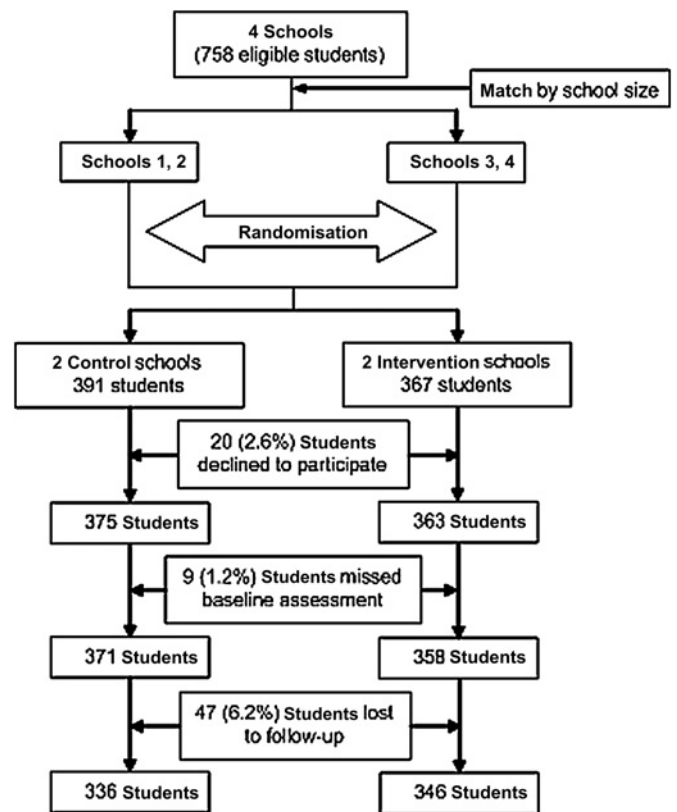 4 Schools
(758 eligible students)
Match by school size
Schools 1, 2
Schools 3, 4
Randomisation
2 Control schools
391 students
2 Intervention schools
367 students
20 (2.6%) Students
declined to participate
375 Students
363 Students
9 (1.2%) Students missed
baseline assessment
371 Students
358 Students
47 (6.2%) Students lost
to follow-up
336 Students
346 Students